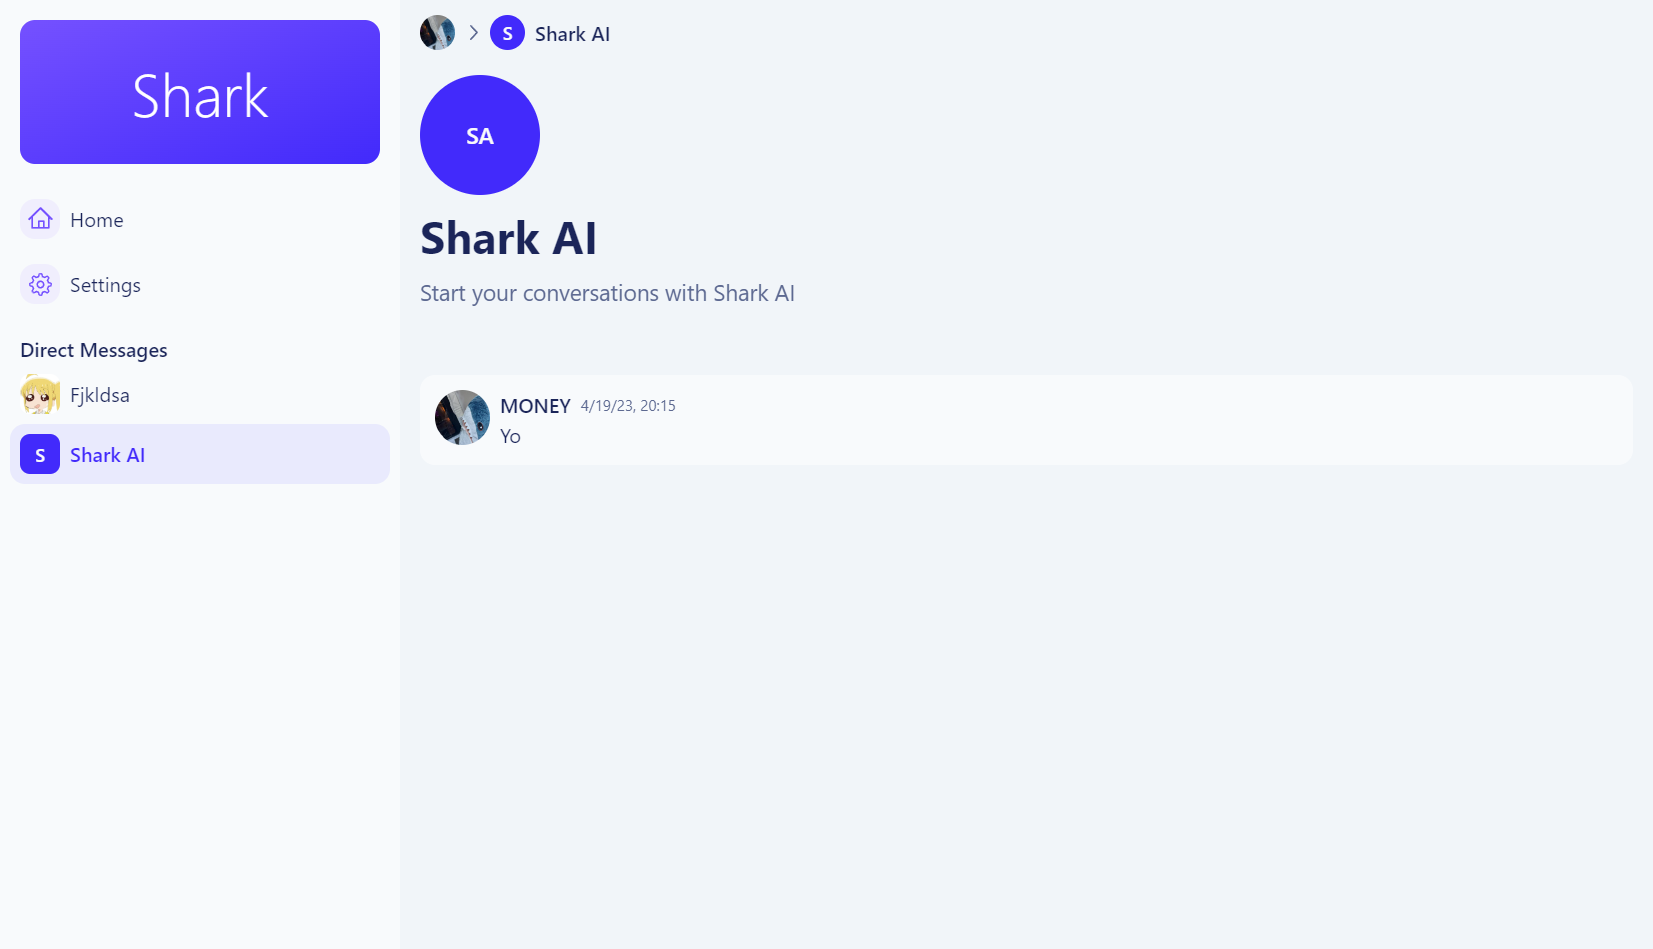 Shark
Home
Settings
Direct Messages
Fjkldsa
S Shark AI
S Shark AI
SA
Shark AI
Start your conversations with Shark AI
MONEY 4/19/23, 20:15
Yo